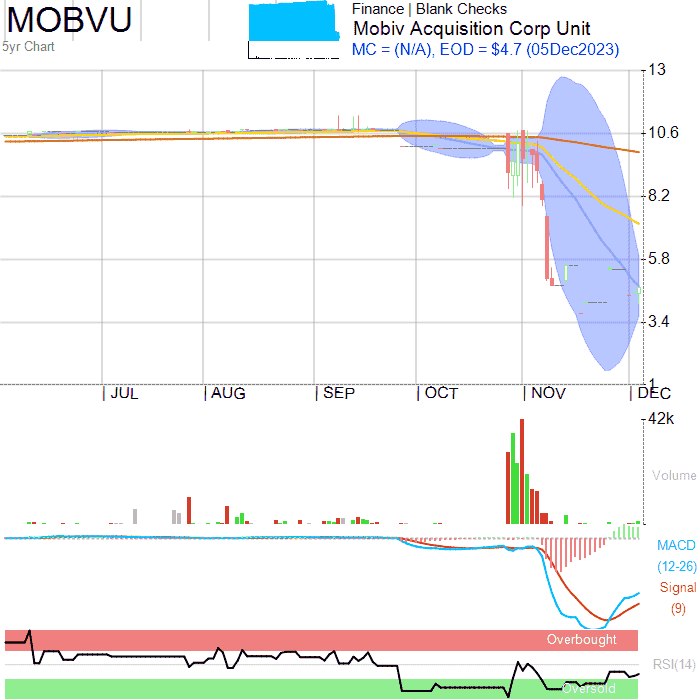 MOBVU
5yr Chart
Finance | Blank Checks
Mobiv Acquisition Corp Unit
MC = (N/A), EOD = $4.7 (05Dec2023)
13
10.6
8.2
5.8
3.4
1
JUL
AUG
SEP
OCT
NOV
DEC
42k
Volume
MACD
(12-26)
Signal
(9)
Overbought
RSI(14)
Oversold